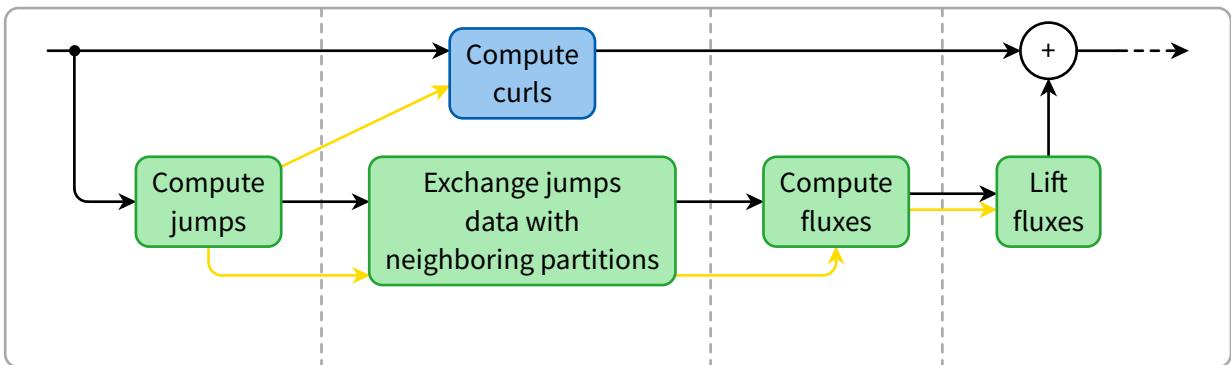 Compute
curls
+
Compute
jumps
Exchange jumps
data with
neighboring partitions
Compute
fluxes
Lift
fluxes